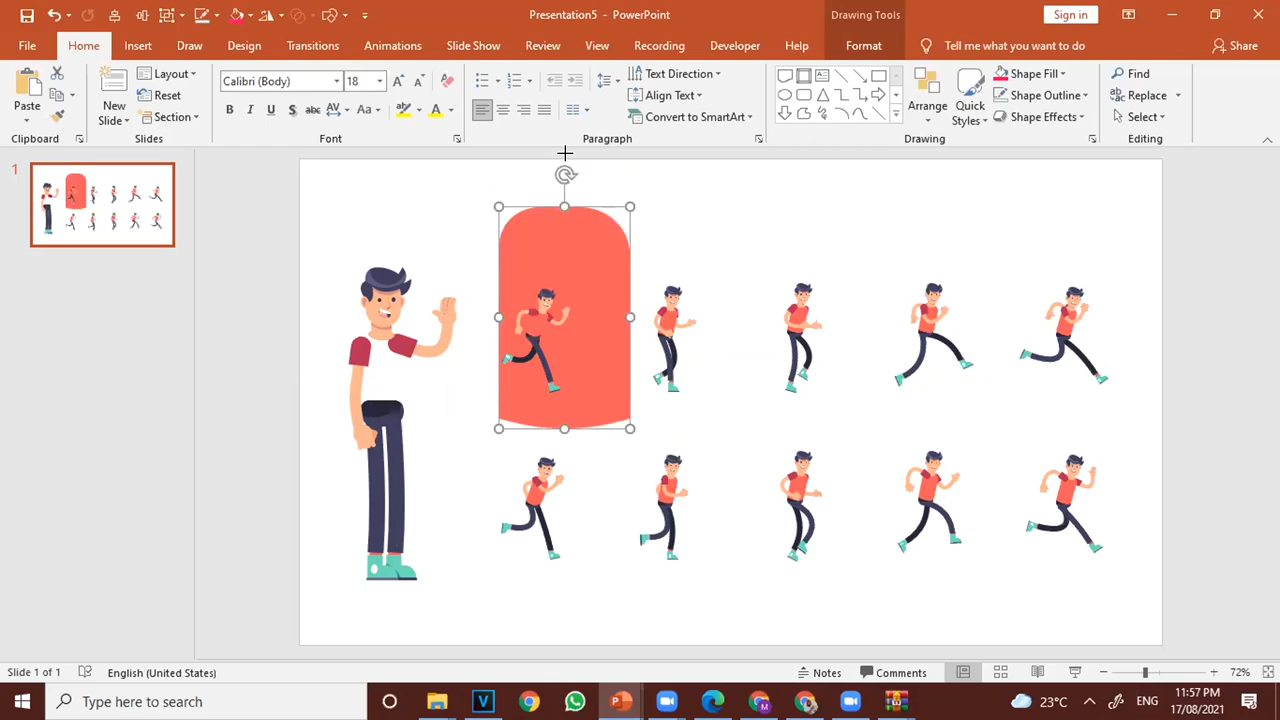 Presentation5 - PowerPoint
Drawing Tools
Sign in
File Home Insert Draw Design Transitions Animations Slide Show Review View Recording Developer Help Format Tell me what you want to do Share
Paste
Clipboard
New Slide
Layout
Reset
Section
Slides
Calibri (Body) 18
B I U S abc AV Aa A
Font
Text Direction
Align Text
Convert to SmartArt
Paragraph
Arrange
Quick Styles
Shape Fill
Shape Outline
Shape Effects
Drawing
Find
Replace
Select
Editing
1
Slide 1 of 1 English (United States) Notes Comments 72%
Type here to search
23°C ENG
11:57 PM
17/08/2021